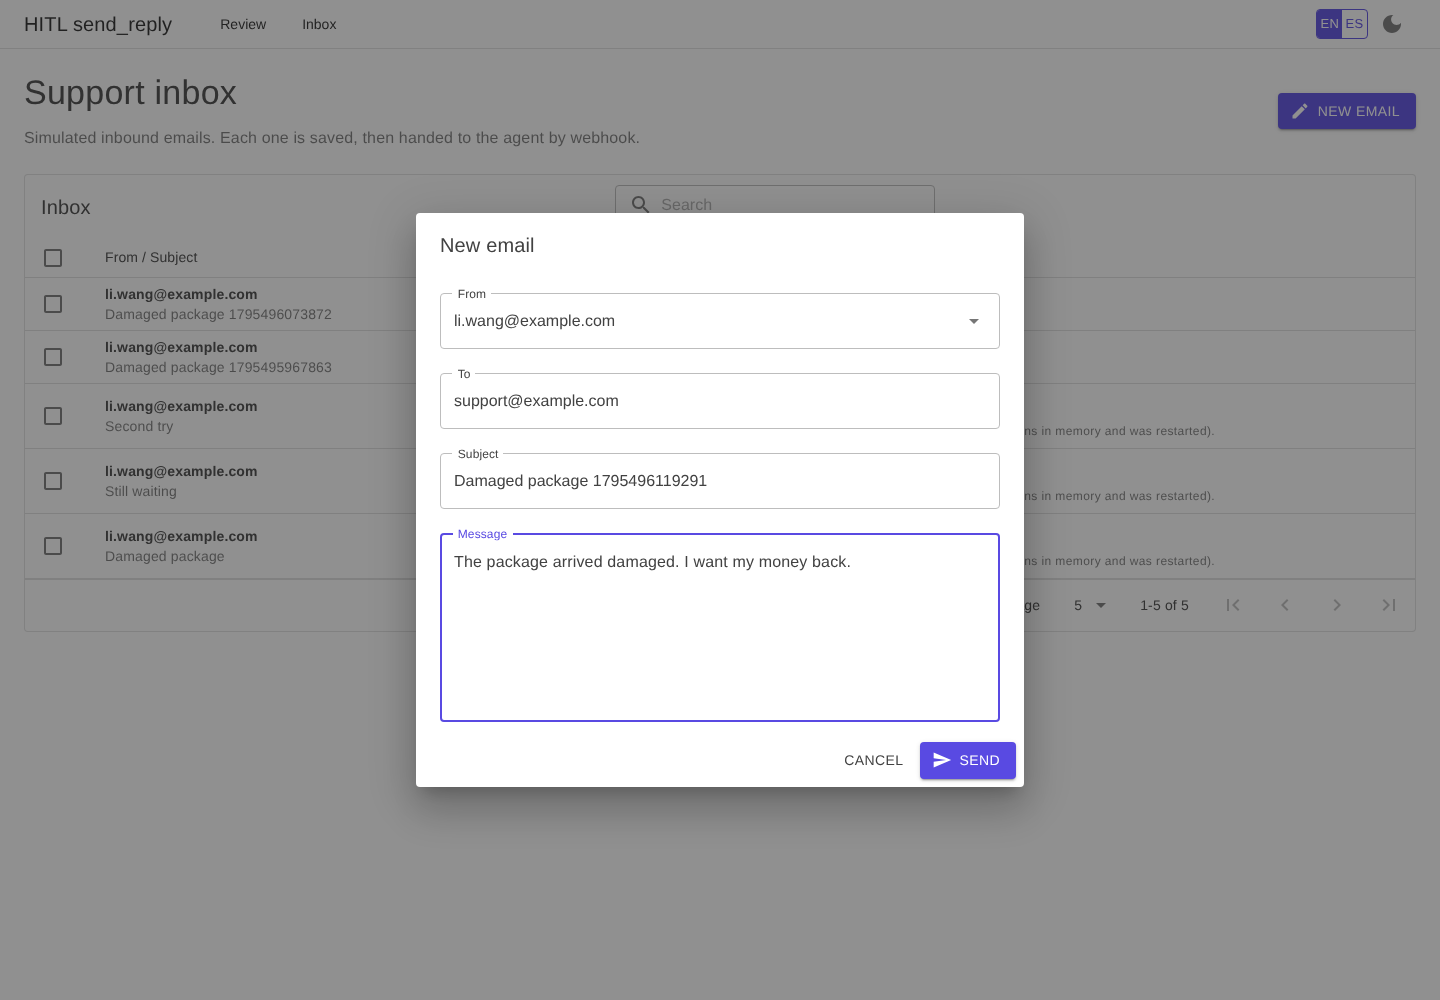 HITL send_reply
Review
Inbox
EN
ES
Support inbox
Simulated inbound emails. Each one is saved, then handed to the agent by webhook.
NEW EMAIL
Inbox
Search
From / Subject
li.wang@example.com
Damaged package 1795496073872
li.wang@example.com
Damaged package 1795495967863
li.wang@example.com
Second try
ns in memory and was restarted).
li.wang@example.com
Still waiting
ns in memory and was restarted).
li.wang@example.com
Damaged package
ns in memory and was restarted).
ge
5
1-5 of 5
New email
From
li.wang@example.com
To
support@example.com
Subject
Damaged package 1795496119291
Message
The package arrived damaged. I want my money back.
CANCEL
SEND